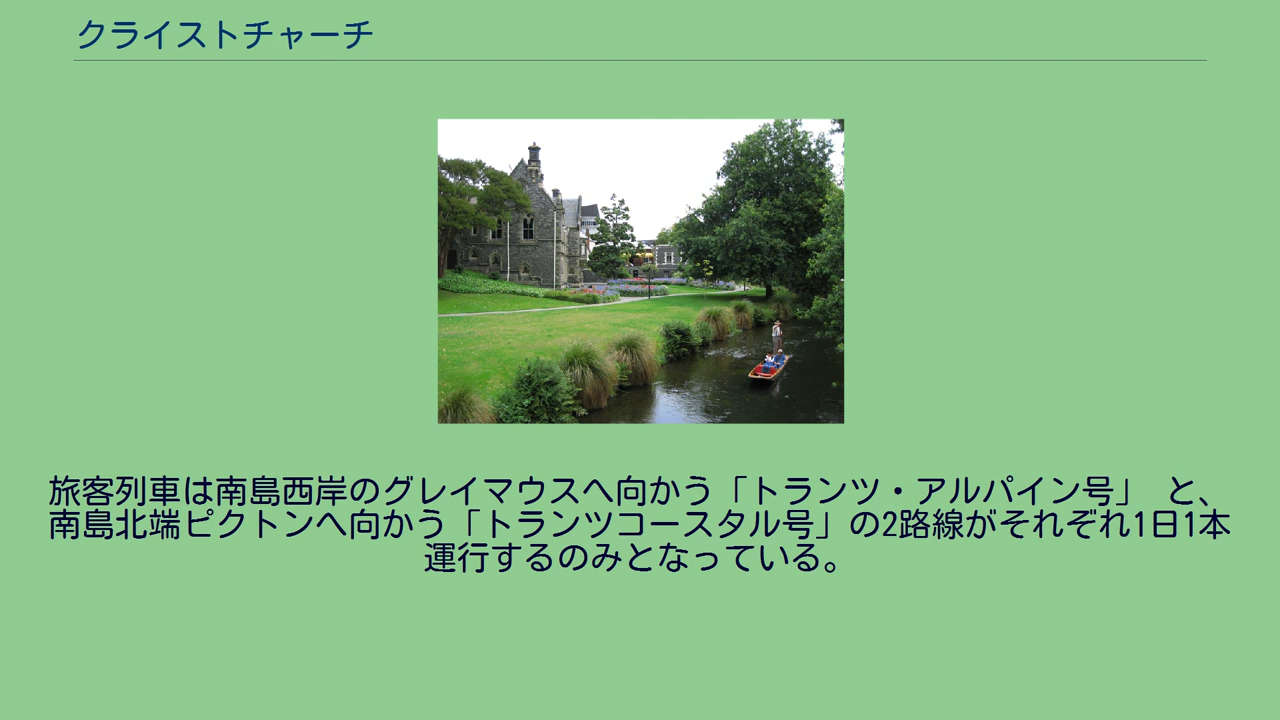 クライストチャーチ
旅客列車は南島西岸のグレイマウスへ向かう「トランツ・アルパイン号」 と、
南島北端ピクトンへ向かう「トランツコースタル号」の2路線がそれぞれ1日1本
運行するのみとなっている。